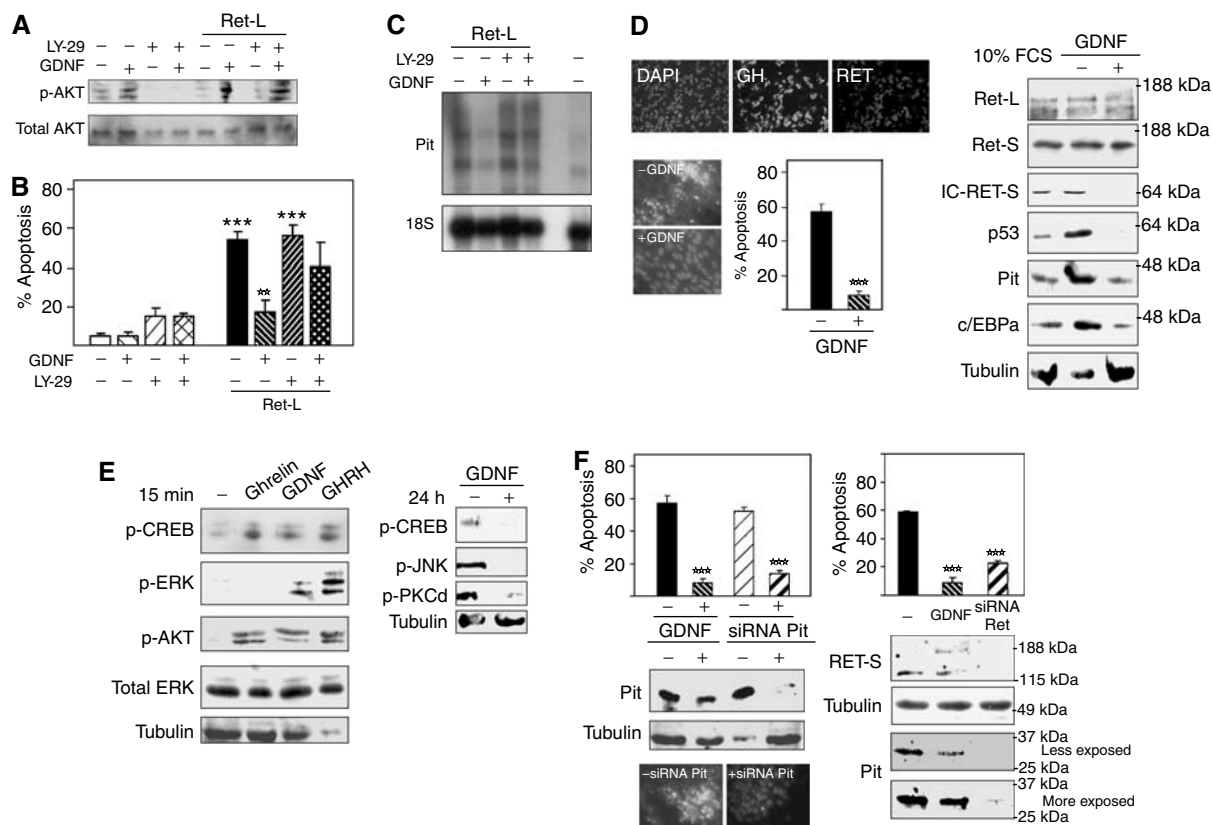 A
Ret-L
LY-29 – – + + – – + +
GDNF – + – + – + – +
p-AKT
Total AKT
B
% Apoptosis
80
60
40
20
*** ☆☆ ***
GDNF – + – + – + – +
LY-29 – – + + – – + +
Ret-L
C
Ret-L
LY-29 – – + + –
GDNF – + – + –
Pit
18S
D
DAPI GH RET
–GDNF
+GDNF
% Apoptosis
80
60
40
20
☆☆☆
– +
GDNF
GDNF
10% FCS – +
Ret-L
188 kDa
Ret-S
188 kDa
IC-RET-S
64 kDa
p53
64 kDa
Pit
48 kDa
c/EBPa
48 kDa
Tubulin
E
15 min – Ghrelin GDNF GHRH
p-CREB
p-ERK
p-AKT
Total ERK
Tubulin
GDNF
24 h – +
p-CREB
p-JNK
p-PKCd
Tubulin
F
% Apoptosis
80
60
40
20
☆☆☆ ☆☆☆
– + – +
GDNF siRNA Pit
– + – +
Pit
Tubulin
–siRNA Pit +siRNA Pit
% Apoptosis
80
60
40
20
☆☆☆ ☆☆☆
– GDNF siRNA Ret
RET-S
188 kDa
115 kDa
Tubulin
49 kDa
Pit
37 kDa
Less exposed
25 kDa
37 kDa
More exposed
25 kDa